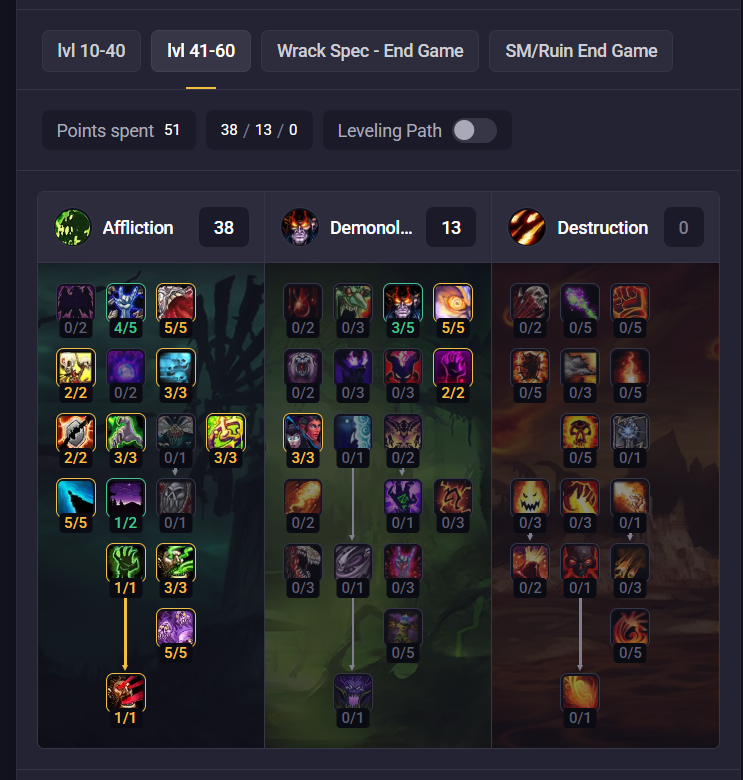 lvl 10-40 lvl 41-60 Wrack Spec - End Game SM/Ruin End Game
Points spent 51 38 / 13 / 0 Leveling Path
Affliction 38 Demonol... 13 Destruction 0
0/2 4/5 5/5 0/2 0/3 3/5 5/5 0/2 0/5 0/5
2/2 0/2 3/3 0/2 0/3 0/3 2/2 0/5 0/3 0/5
2/2 3/3 0/1 3/3 3/3 0/1 0/2 0/5 0/1
5/5 1/2 0/1 0/2 0/1 0/3 0/3 0/3 0/1
1/1 3/3 0/3 0/1 0/3 0/2 0/1 0/3
5/5 0/5 0/5
1/1 0/1 0/1